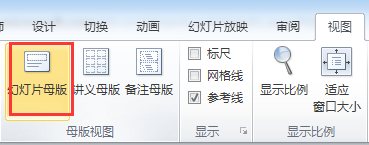 设计 切换 动画 幻灯片放映 审阅 视图
幻灯片母版 讲义母版 备注母版
标尺
网格线
参考线
显示比例 适应
窗口大小
母版视图 显示 显示比例